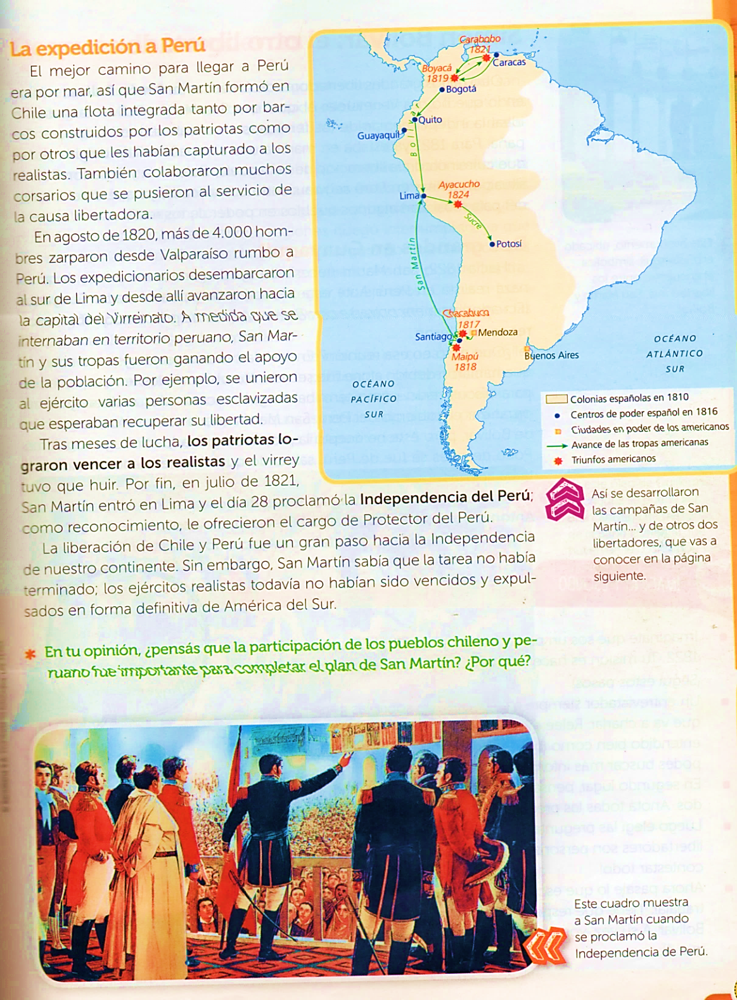 La expedición a Perú
El mejor camino para llegar a Perú
era por mar, así que San Martín formó en
Chile una flota integrada tanto por bar-
cos construidos por los patriotas como
por otros que les habían capturado a los
realistas. También colaboraron muchos
corsarios que se pusieron al servicio de
la causa libertadora.
En agosto de 1820, más de 4.000 hom-
bres zarparon desde Valparaíso rumbo a
Perú. Los expedicionarios desembarcaron
al sur de Lima y desde allí avanzaron hacia
la capital del Virreinato. A medida que se
internaban en territorio peruano, San Mar-
tín y sus tropas fueron ganando el apoyo
de la población. Por ejemplo, se unieron
al ejército varias personas esclavizadas
que esperaban recuperar su libertad.
Tras meses de lucha, los patriotas lo-
graron vencer a los realistas y el virrey
tuvo que huir. Por fin, en julio de 1821,
San Martín entró en Lima y el día 28 proclamó la Independencia del Perú;
como reconocimiento, le ofrecieron el cargo de Protector del Perú.
La liberación de Chile y Perú fue un gran paso hacia la Independencia
de nuestro continente. Sin embargo, San Martín sabía que la tarea no había
terminado; los ejércitos realistas todavía no habían sido vencidos y expul-
sados en forma definitiva de América del Sur.
* En tu opinión, ¿pensás que la participación de los pueblos chileno y pe-
ruano fue importante para completar el plan de San Martín? ¿Por qué?
Carabobo
1821
Caracas
Boyacá
1819
Bogotá
Quito
Guayaquil
Bolívar
Ayacucho
1824
Lima
Sucre
Potosí
San Martín
Chacabuco
1817
Santiago
Mendoza
Maipú
1818
Buenos Aires
OCÉANO
PACÍFICO
SUR
OCÉANO
ATLÁNTICO
SUR
Colonias españolas en 1810
Centros de poder español en 1816
Ciudades en poder de los americanos
Avance de las tropas americanas
Triunfos americanos
Así se desarrollaron
las campañas de San
Martín... y de otros dos
libertadores, que vas a
conocer en la página
siguiente.
Este cuadro muestra
a San Martín cuando
se proclamó la
Independencia de Perú.